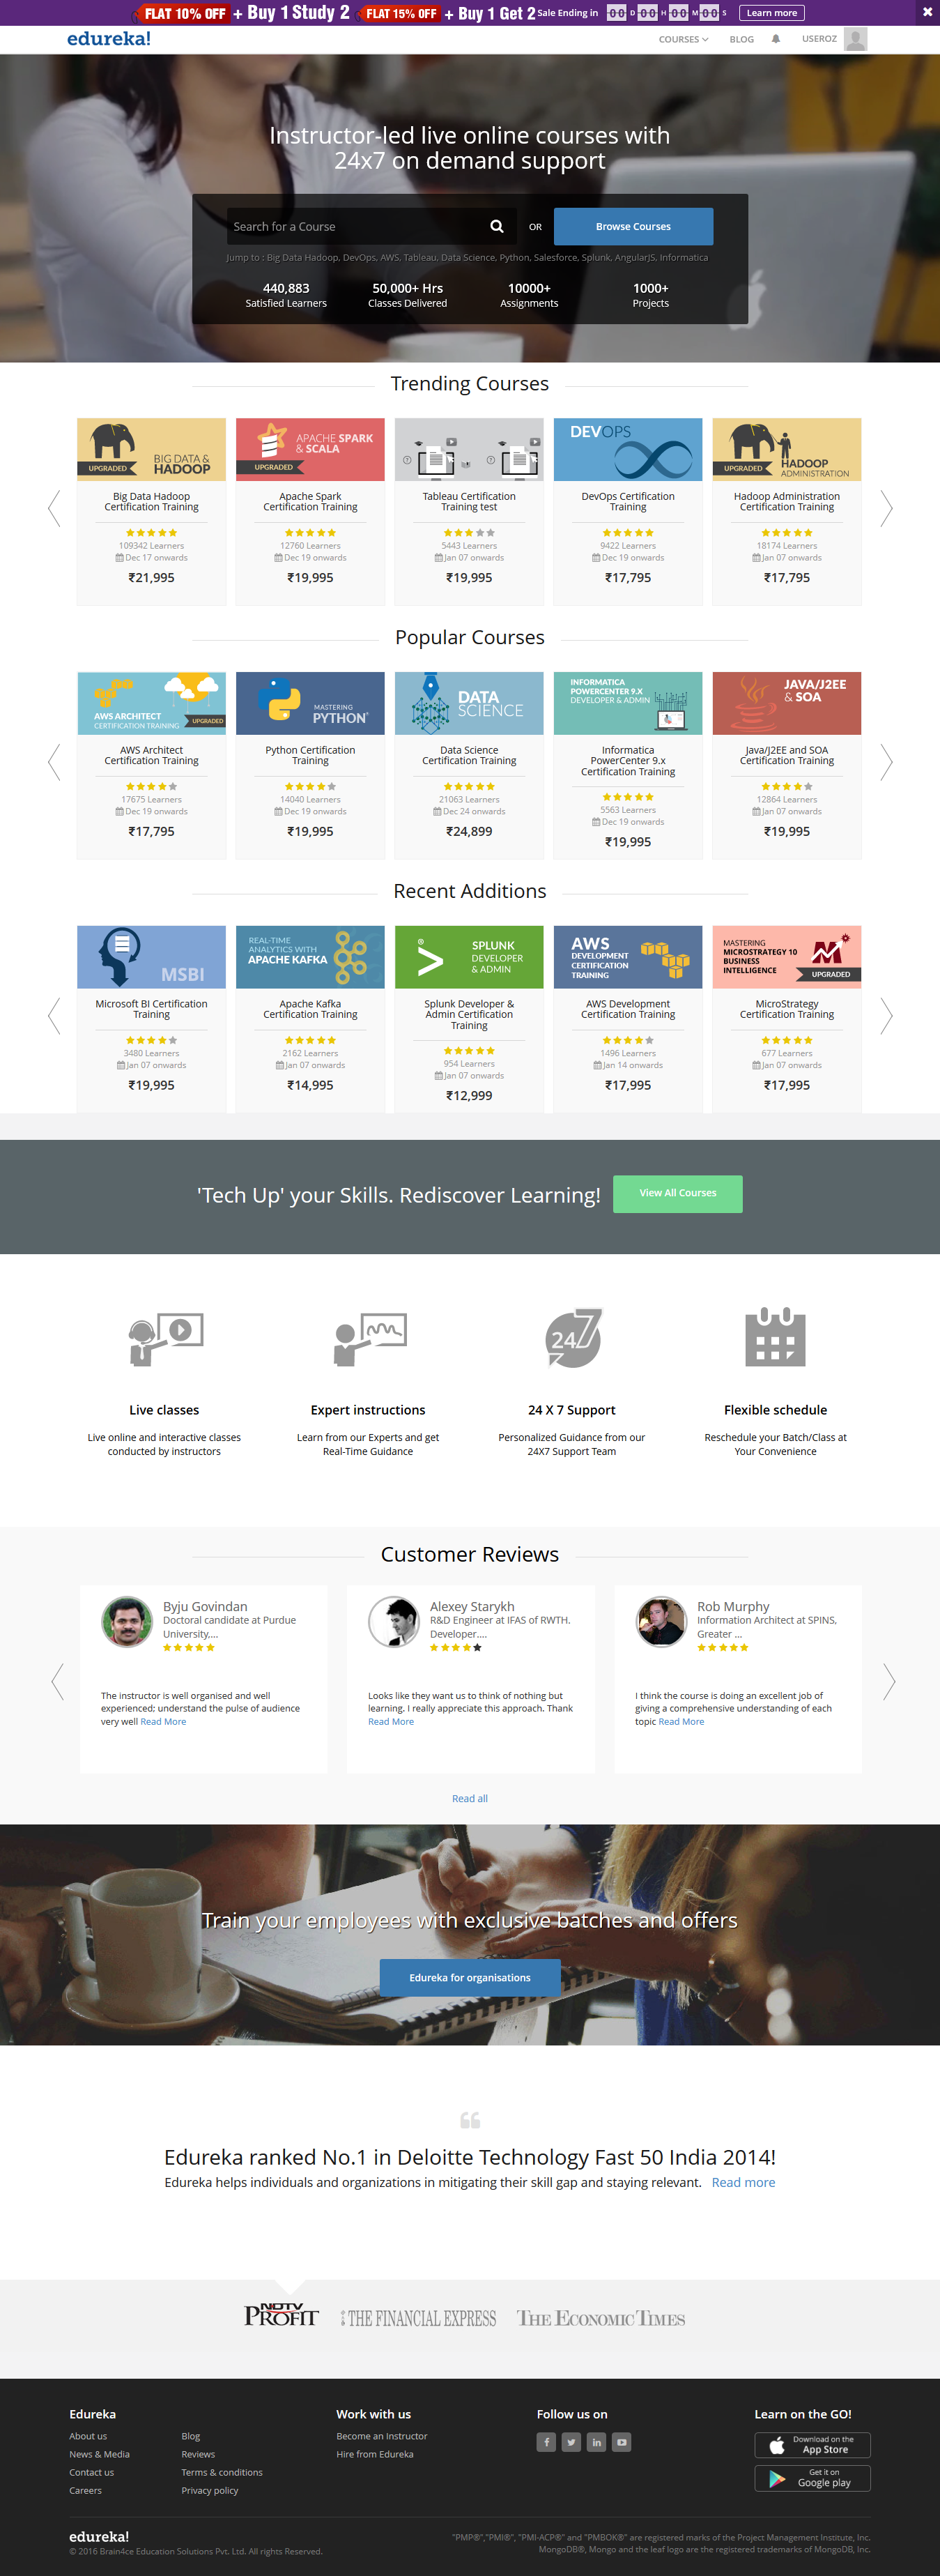 FLAT 10% OFF + Buy 1 Study 2 FLAT 15% OFF + Buy 1 Get 2 Sale Ending in 00 D 00 H 00 M 00 S Learn more
edureka!
COURSES BLOG USEROZ
Instructor-led live online courses with
24x7 on demand support
Search for a Course OR Browse Courses
Jump to : Big Data Hadoop, DevOps, AWS, Tableau, Data Science, Python, Salesforce, Splunk, AngularJS, Informatica
440,883 50,000+ Hrs 10000+ 1000+
Satisfied Learners Classes Delivered Assignments Projects
Trending Courses
BIG DATA &
HADOOP
UPGRADED
Big Data Hadoop
Certification Training
109342 Learners
Dec 17 onwards
₹21,995
APACHE SPARK
& SCALA
UPGRADED
Apache Spark
Certification Training
12760 Learners
Dec 19 onwards
₹19,995
Tableau Certification
Training test
5443 Learners
Jan 07 onwards
₹19,995
DEVOPS
DevOps Certification
Training
9422 Learners
Dec 19 onwards
₹17,795
UPGRADED
HADOOP
ADMINISTRATION
Hadoop Administration
Certification Training
18174 Learners
Jan 07 onwards
₹17,795
Popular Courses
AWS ARCHITECT
CERTIFICATION TRAINING
UPGRADED
AWS Architect
Certification Training
17675 Learners
Dec 19 onwards
₹17,795
MASTERING
PYTHON
Python Certification
Training
14040 Learners
Dec 19 onwards
₹19,995
DATA
SCIENCE
Data Science
Certification Training
21063 Learners
Dec 24 onwards
₹24,899
INFORMATICA
POWERCENTER 9.X
DEVELOPER & ADMIN
Informatica
PowerCenter 9.x
Certification Training
5563 Learners
Dec 19 onwards
₹19,995
JAVA/J2EE
& SOA
Java/J2EE and SOA
Certification Training
12864 Learners
Jan 07 onwards
₹19,995
Recent Additions
MSBI
Microsoft BI Certification
Training
3480 Learners
Jan 07 onwards
₹19,995
REAL-TIME
ANALYTICS WITH
APACHE KAFKA
Apache Kafka
Certification Training
2162 Learners
Jan 07 onwards
₹14,995
SPLUNK
DEVELOPER
& ADMIN
Splunk Developer &
Admin Certification
Training
954 Learners
Jan 07 onwards
₹12,999
AWS
DEVELOPMENT
CERTIFICATION
TRAINING
AWS Development
Certification Training
1496 Learners
Jan 14 onwards
₹17,995
MASTERING
MICROSTRATEGY 10
BUSINESS
INTELLIGENCE
UPGRADED
MicroStrategy
Certification Training
677 Learners
Jan 07 onwards
₹17,995
'Tech Up' your Skills. Rediscover Learning! View All Courses
24 7
Live classes
Live online and interactive classes
conducted by instructors
Expert instructions
Learn from our Experts and get
Real-Time Guidance
24 X 7 Support
Personalized Guidance from our
24X7 Support Team
Flexible schedule
Reschedule your Batch/Class at
Your Convenience
Customer Reviews
Byju Govindan
Doctoral candidate at Purdue
University,...
The instructor is well organised and well
experienced; understand the pulse of audience
very well Read More
Alexey Starykh
R&D Engineer at IFAS of RWTH.
Developer....
Looks like they want us to think of nothing but
learning. I really appreciate this approach. Thank
Read More
Rob Murphy
Information Architect at SPINS,
Greater ...
I think the course is doing an excellent job of
giving a comprehensive understanding of each
topic Read More
Read all
Train your employees with exclusive batches and offers
Edureka for organisations
Edureka ranked No.1 in Deloitte Technology Fast 50 India 2014!
Edureka helps individuals and organizations in mitigating their skill gap and staying relevant. Read more
NDTV
PROFIT
THE FINANCIAL EXPRESS
THE ECONOMIC TIMES
Edureka
About us
News & Media
Contact us
Careers
Blog
Reviews
Terms & conditions
Privacy policy
Work with us
Become an Instructor
Hire from Edureka
Follow us on
Learn on the GO!
Download on the
App Store
Get it on
Google play
edureka!
© 2016 Brain4ce Education Solutions Pvt. Ltd. All rights Reserved.
"PMP®","PMI®", "PMI-ACP®" and "PMBOK®" are registered marks of the Project Management Institute, Inc.
MongoDB®, Mongo and the leaf logo are the registered trademarks of MongoDB, Inc.